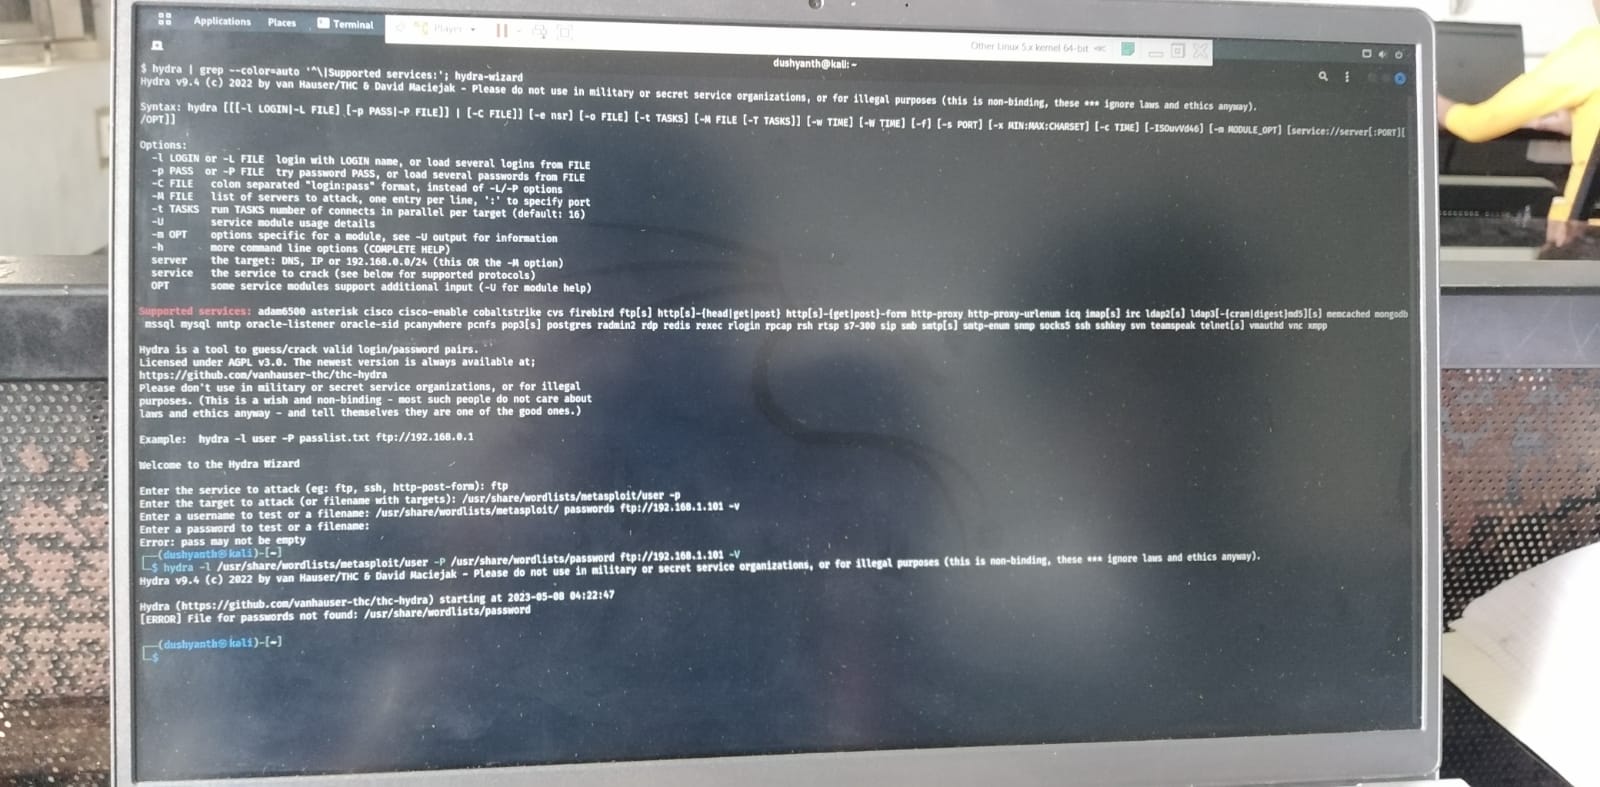 Applications Places Terminal
Player
Other Linux 5.x kernel 64-bit
dushyanth@kali: ~
$ hydra | grep --color=auto '^\|Supported services:'; hydra-wizard
Hydra v9.4 (c) 2022 by van Hauser/THC & David Maciejak - Please do not use in military or secret service organizations, or for illegal purposes (this is non-binding, these *** ignore laws and ethics anyway).
Syntax: hydra [[[-l LOGIN|-L FILE] [-p PASS|-P FILE]] | [-C FILE]] [-e nsr] [-o FILE] [-t TASKS] [-M FILE [-T TASKS]] [-w TIME] [-W TIME] [-f] [-s PORT] [-x MIN:MAX:CHARSET] [-c TIME] [-ISOuvVd46] [-m MODULE_OPT] [service://server[:PORT][
/OPT]]
Options:
-l LOGIN or -L FILE login with LOGIN name, or load several logins from FILE
-p PASS or -P FILE try password PASS, or load several passwords from FILE
-C FILE colon separated "login:pass" format, instead of -L/-P options
-M FILE list of servers to attack, one entry per line, ':' to specify port
-t TASKS run TASKS number of connects in parallel per target (default: 16)
-U service module usage details
-m OPT options specific for a module, see -U output for information
-h more command line options (COMPLETE HELP)
server the target: DNS, IP or 192.168.0.0/24 (this OR the -M option)
service the service to crack (see below for supported protocols)
OPT some service modules support additional input (-U for module help)
Supported services: adam6500 asterisk cisco cisco-enable cobaltstrike cvs firebird ftp[s] http[s]-{head|get|post} http[s]-{get|post}-form http-proxy http-proxy-urlenum icq imap[s] irc ldap2[s] ldap3[-{cram|digest}md5][s] memcached mongodb
mssql mysql nntp oracle-listener oracle-sid pcanywhere pcnfs pop3[s] postgres radmin2 rdp redis rexec rlogin rpcap rsh rtsp s7-300 sip smb smtp[s] smtp-enum snmp socks5 ssh sshkey svn teamspeak telnet[s] vmauthd vnc xmpp
Hydra is a tool to guess/crack valid login/password pairs.
Licensed under AGPL v3.0. The newest version is always available at;
https://github.com/vanhauser-thc/thc-hydra
Please don't use in military or secret service organizations, or for illegal
purposes. (This is a wish and non-binding - most such people do not care about
laws and ethics anyway - and tell themselves they are one of the good ones.)
Example: hydra -l user -P passlist.txt ftp://192.168.0.1
Welcome to the Hydra Wizard
Enter the service to attack (eg: ftp, ssh, http-post-form): ftp
Enter the target to attack (or filename with targets): /usr/share/wordlists/metasploit/user -p
Enter a username to test or a filename: /usr/share/wordlists/metasploit/ passwords ftp://192.168.1.101 -v
Enter a password to test or a filename:
Error: pass may not be empty
(dushyanth㉿kali)-[~]
$ hydra -l /usr/share/wordlists/metasploit/user -P /usr/share/wordlists/password ftp://192.168.1.101 -V
Hydra v9.4 (c) 2022 by van Hauser/THC & David Maciejak - Please do not use in military or secret service organizations, or for illegal purposes (this is non-binding, these *** ignore laws and ethics anyway).
Hydra (https://github.com/vanhauser-thc/thc-hydra) starting at 2023-05-08 04:22:47
[ERROR] File for passwords not found: /usr/share/wordlists/password
(dushyanth㉿kali)-[~]
$